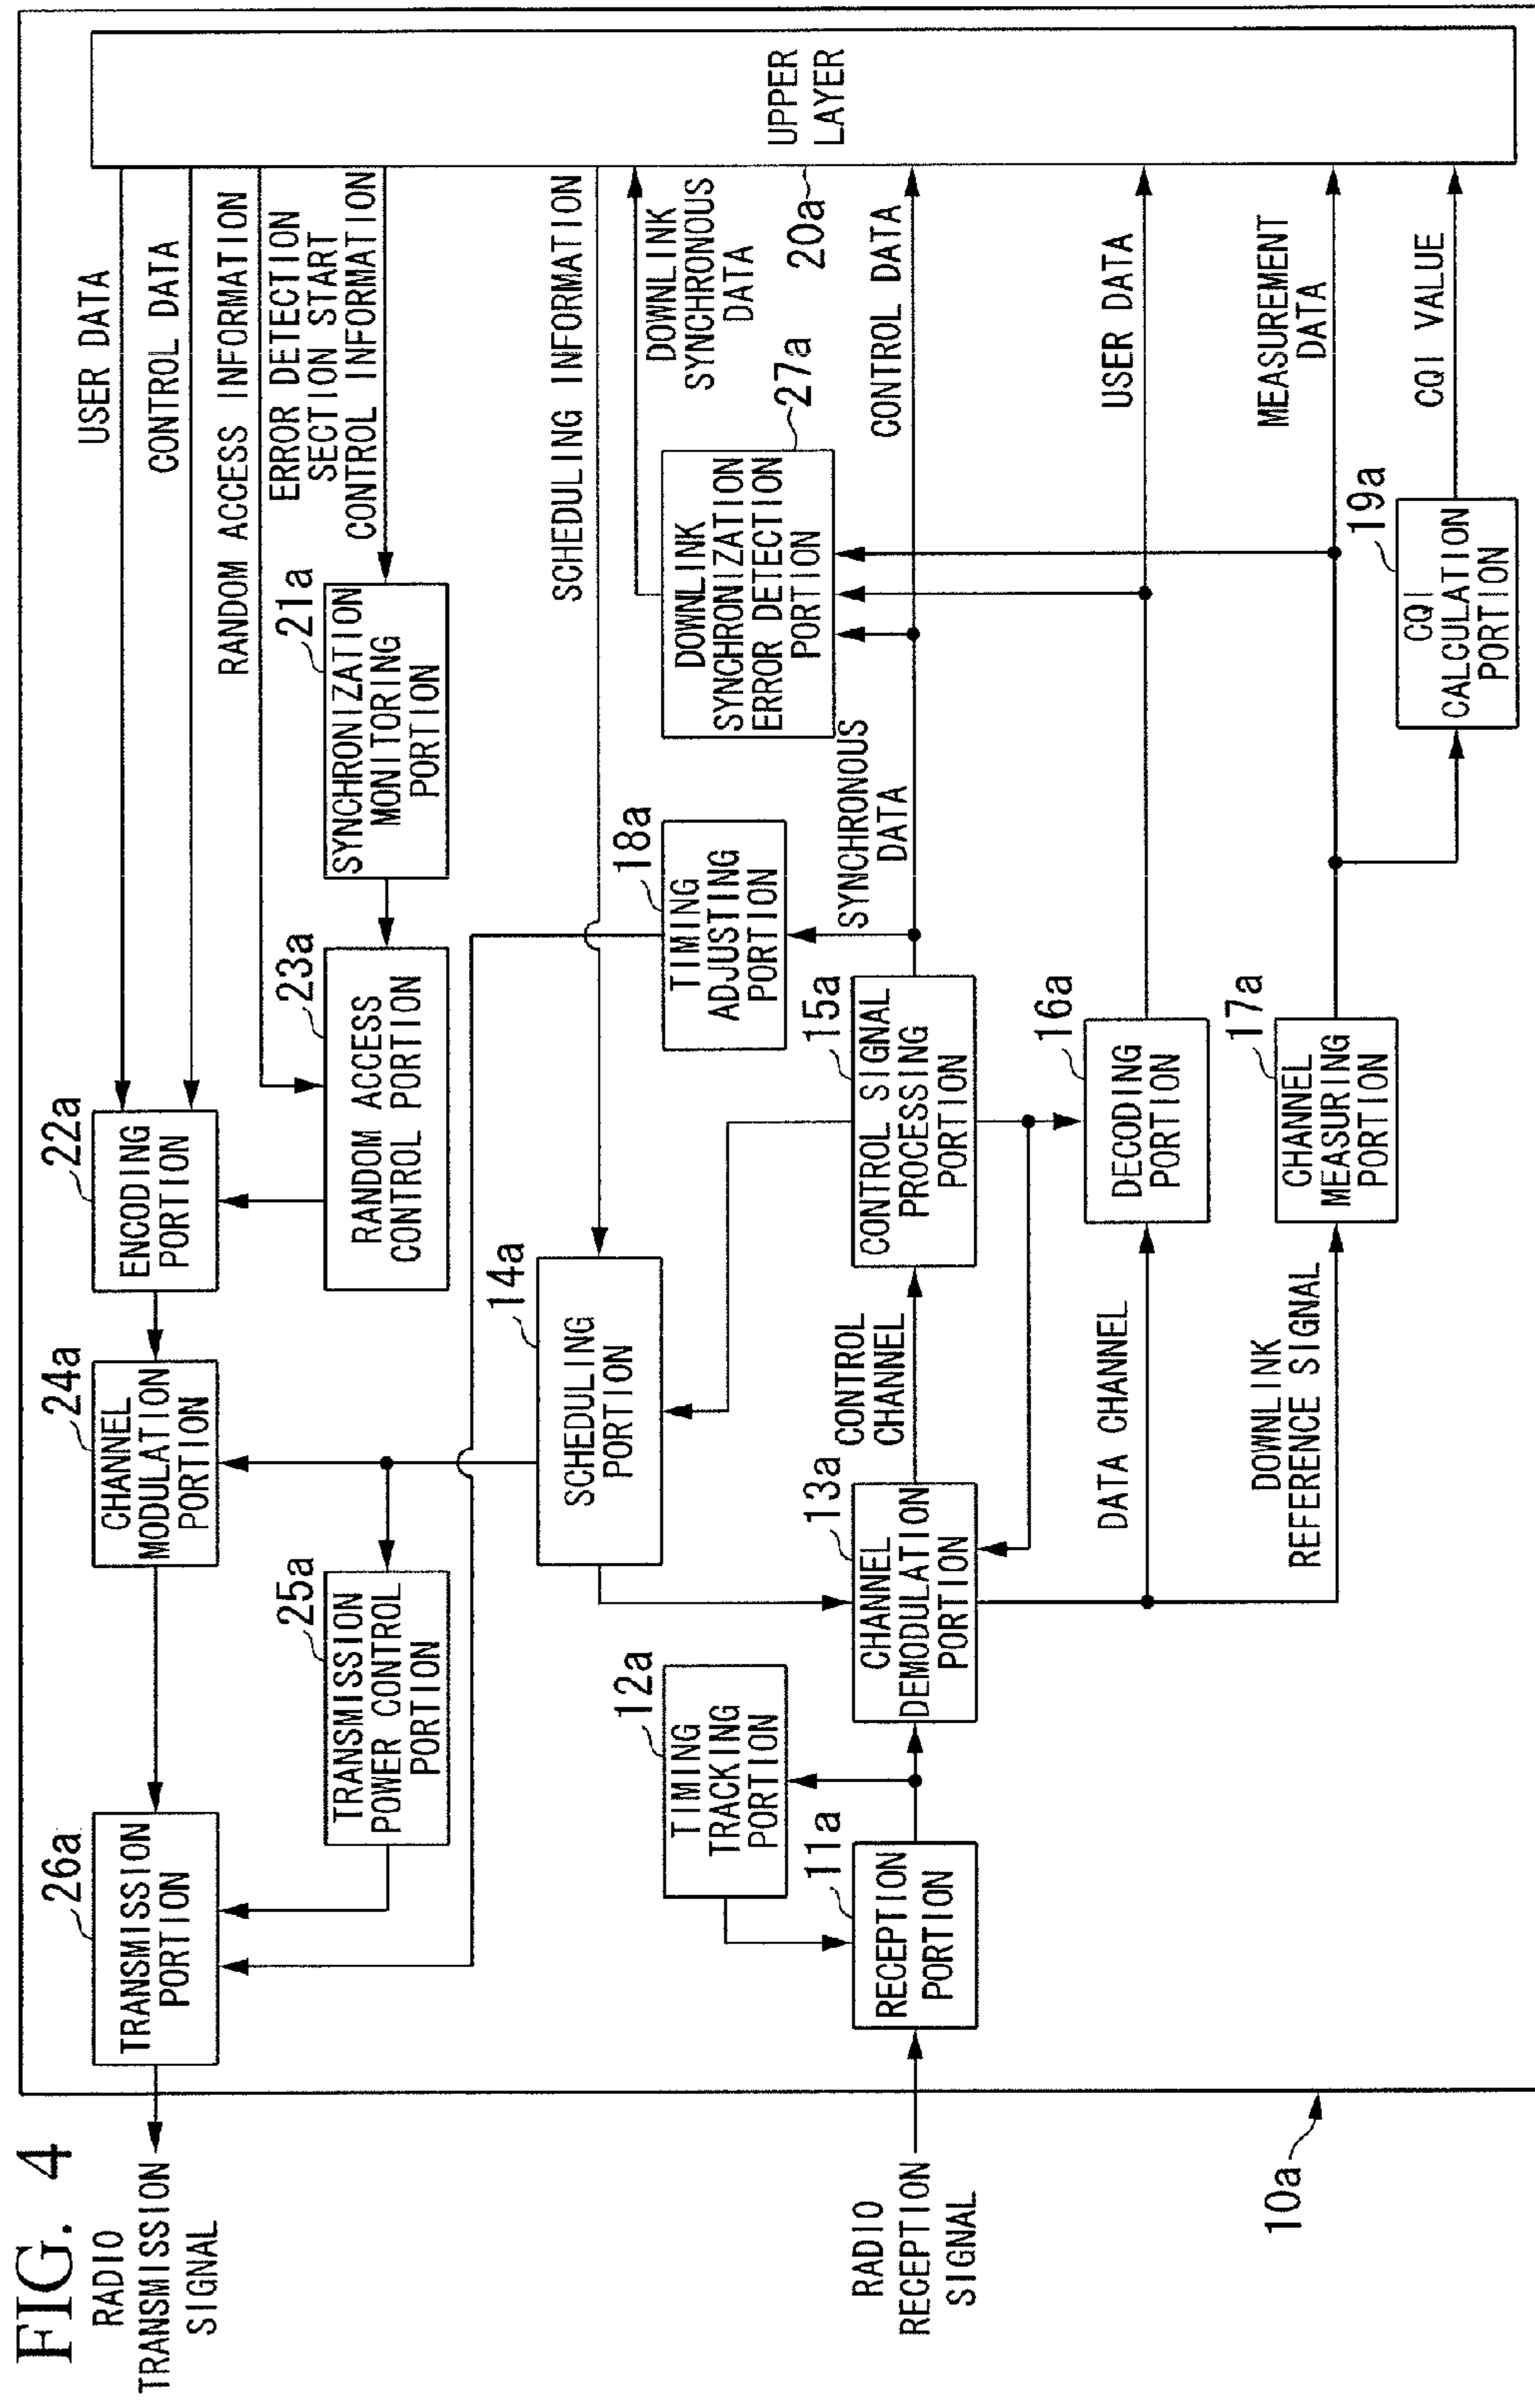 FIG. 4
RADIO
TRANSMISSION
SIGNAL
26a
TRANSMISSION
PORTION
24a
CHANNEL
MODULATION
PORTION
22a
ENCODING
PORTION
USER DATA
CONTROL DATA
RANDOM ACCESS INFORMATION
ERROR DETECTION
SECTION START
CONTROL INFORMATION
25a
TRANSMISSION
POWER CONTROL
PORTION
23a
RANDOM ACCESS
CONTROL PORTION
21a
SYNCHRONIZATION
MONITORING
PORTION
14a
SCHEDULING
PORTION
SCHEDULING INFORMATION
12a
TIMING
TRACKING
PORTION
18a
TIMING
ADJUSTING
PORTION
27a
DOWNLINK
SYNCHRONIZATION
ERROR DETECTION
PORTION
DOWNLINK
SYNCHRONOUS
DATA
UPPER
LAYER
20a
RADIO
RECEPTION
SIGNAL
11a
RECEPTION
PORTION
13a
CHANNEL
DEMODULATION
PORTION
CONTROL
CHANNEL
15a
CONTROL SIGNAL
PROCESSING
PORTION
SYNCHRONOUS
DATA
CONTROL DATA
DATA CHANNEL
16a
DECODING
PORTION
USER DATA
DOWNLINK
REFERENCE SIGNAL
17a
CHANNEL
MEASURING
PORTION
MEASUREMENT
DATA
19a
CQI
CALCULATION
PORTION
CQI VALUE
10a